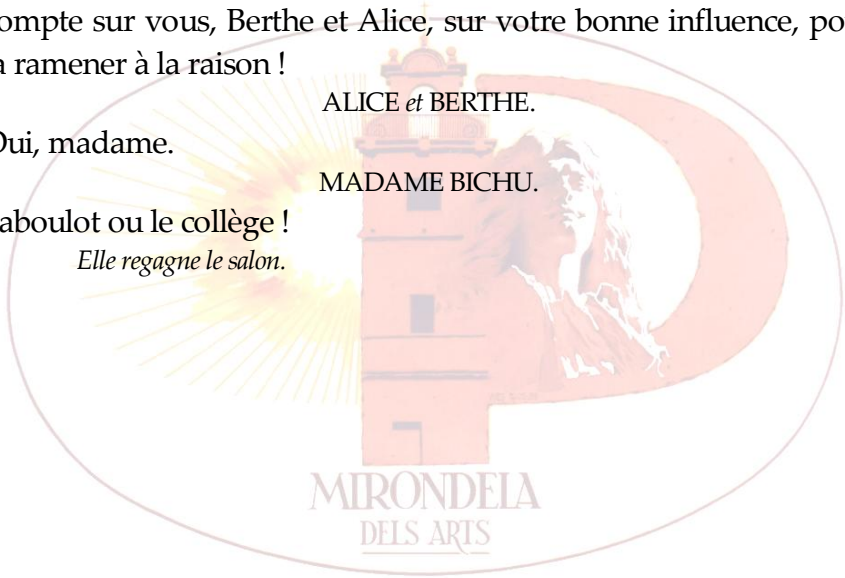 ompte sur vous, Berthe et Alice, sur votre bonne influence, po
a ramener à la raison !
ALICE et BERTHE.
Oui, madame.
MADAME BICHU.
aboulot ou le collège !
Elle regagne le salon.
MIRONDELA
DELS ARTS